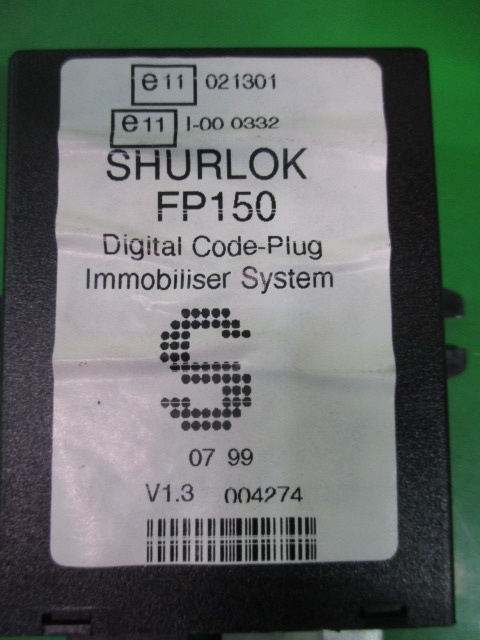 e11 021301
e11 I-00 0332
SHURLOK
FP150
Digital Code-Plug
Immobiliser System
S
07 99
V1.3 004274